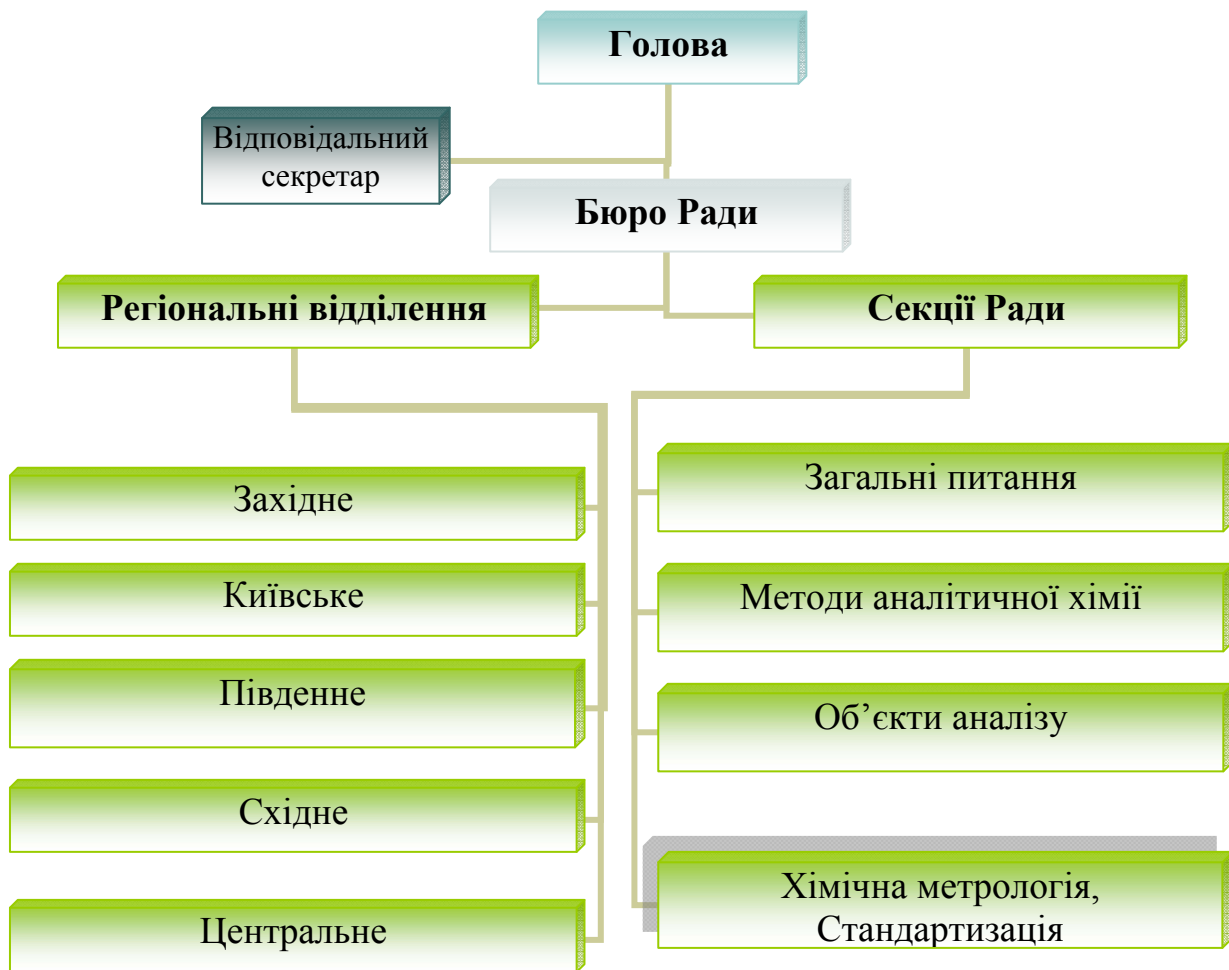 Голова
Відповідальний
секретар
Бюро Ради
Регіональні відділення
Секції Ради
Західне
Київське
Південне
Східне
Центральне
Загальні питання
Методи аналітичної хімії
Об’єкти аналізу
Хімічна метрологія,
Стандартизація